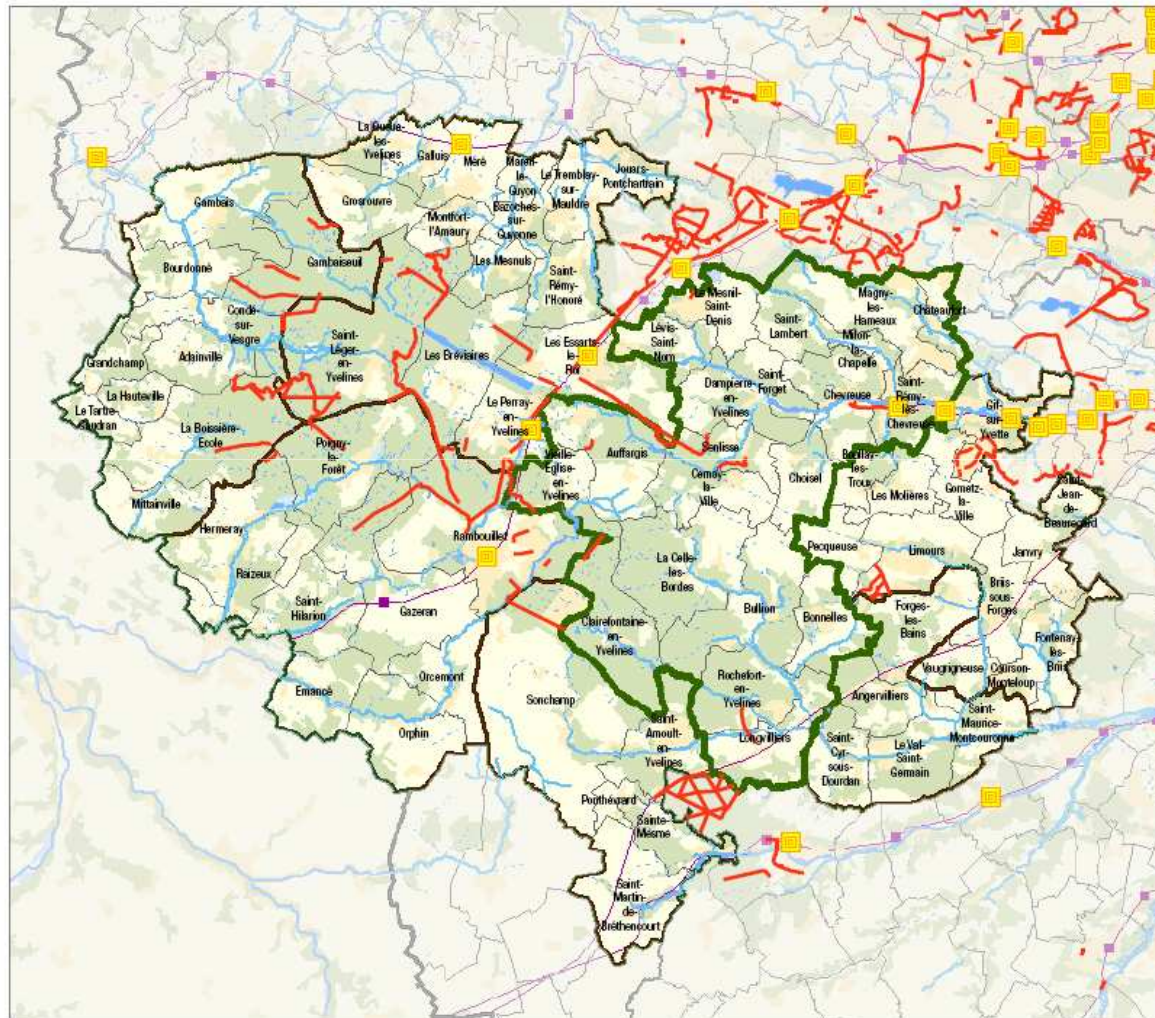 La Queue-
les-
Yvelines
Galluis
Méré
Mareil-
le-
Guyon
Bazoches-
sur-
Guyonne
Le Tremblay-
sur-
Mauldre
Jouars-
Pontchartrain
Gambais
Grosrouvre
Montfort-
l'Amaury
Les Mesnuls
Saint-
Rémy-
l'Honoré
Bourdonné
Gambaiseuil
Condé-
sur-
Vesgre
Adainville
Grandchamp
La Hauteville
Le Tartre-
Gaudran
La Boissière-
Ecole
Mittainville
Saint-
Léger-
en-
Yvelines
Les Bréviaires
Les Essarts-
le-
Roi
Le Perray-
en-
Yvelines
Poigny-
la-
Forêt
Hermeray
Raizeux
Saint-
Hilarion
Gazeran
Rambouillet
Emancé
Orcemont
Orphin
Vieille-
Eglise-
en-
Yvelines
Auffargis
Lévis-
Saint-
Nom
Le Mesnil-
Saint-
Denis
Saint-
Lambert
Magny-
les-
Hameaux
Châteaufort
Milon-
la-
Chapelle
Dampierre-
en-
Yvelines
Saint-
Forget
Chevreuse
Saint-
Rémy-
lès-
Chevreuse
Gif-
sur-
Yvette
Senlisse
Cernay-
la-
Ville
Choisel
Boullay-
les-
Troux
Les Molières
Gometz-
la-
Ville
Saint-
Jean-
de-
Beauregard
Pecqueuse
Limours
Janvry
Briis-
sous-
Forges
Forges-
les-
Bains
Fontenay-
les-
Briis
Vaugrigneuse
Courson-
Monteloup
Saint-
Maurice-
Montcouronne
Angervilliers
Le Val-
Saint-
Germain
Saint-
Cyr-
sous-
Dourdan
La Celle-
les-
Bordes
Bullion
Bonnelles
Clairefontaine-
en-
Yvelines
Rochefort-
en-
Yvelines
Longvilliers
Sonchamp
Saint-
Arnoult-
en-
Yvelines
Ponthévrard
Sainte-
Mesme
Saint-
Martin-
de-
Bréthencourt